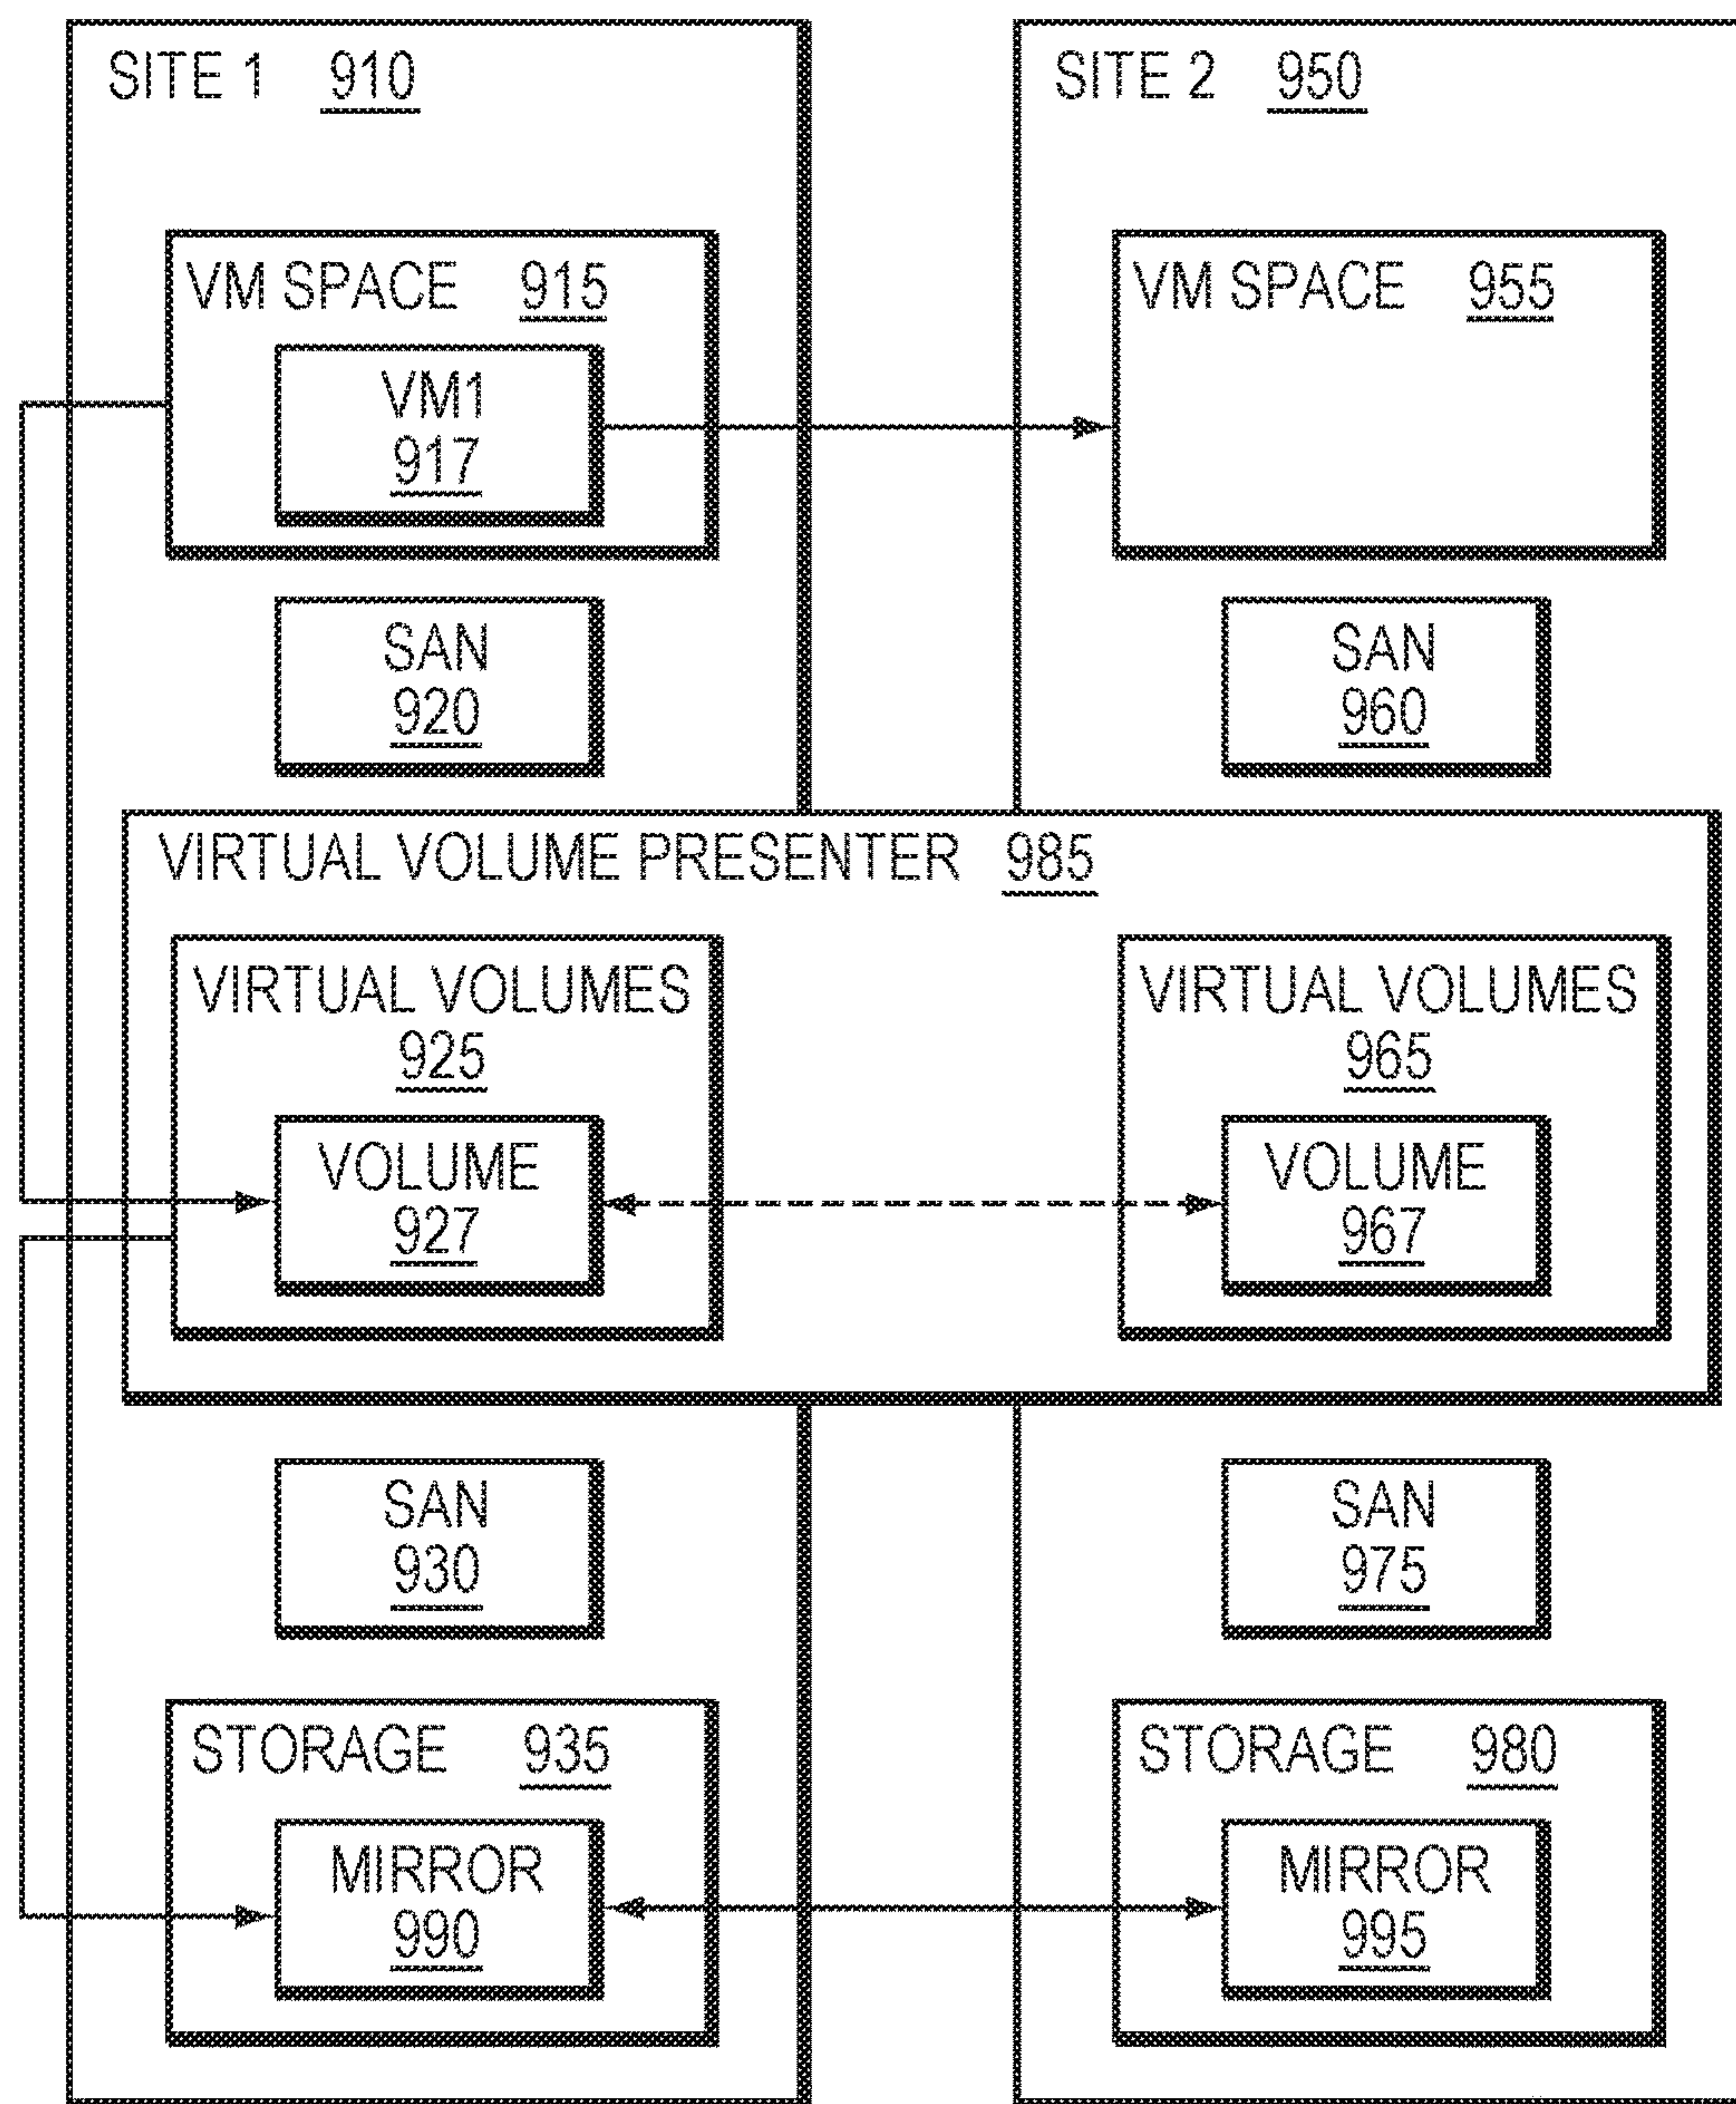 SITE 1 910
VM SPACE 915
VM1
917
SAN
920
SITE 2 950
VM SPACE 955
SAN
960
VIRTUAL VOLUME PRESENTER 985
VIRTUAL VOLUMES
925
VOLUME
927
VIRTUAL VOLUMES
965
VOLUME
967
SAN
930
STORAGE 935
MIRROR
990
SAN
975
STORAGE 980
MIRROR
995